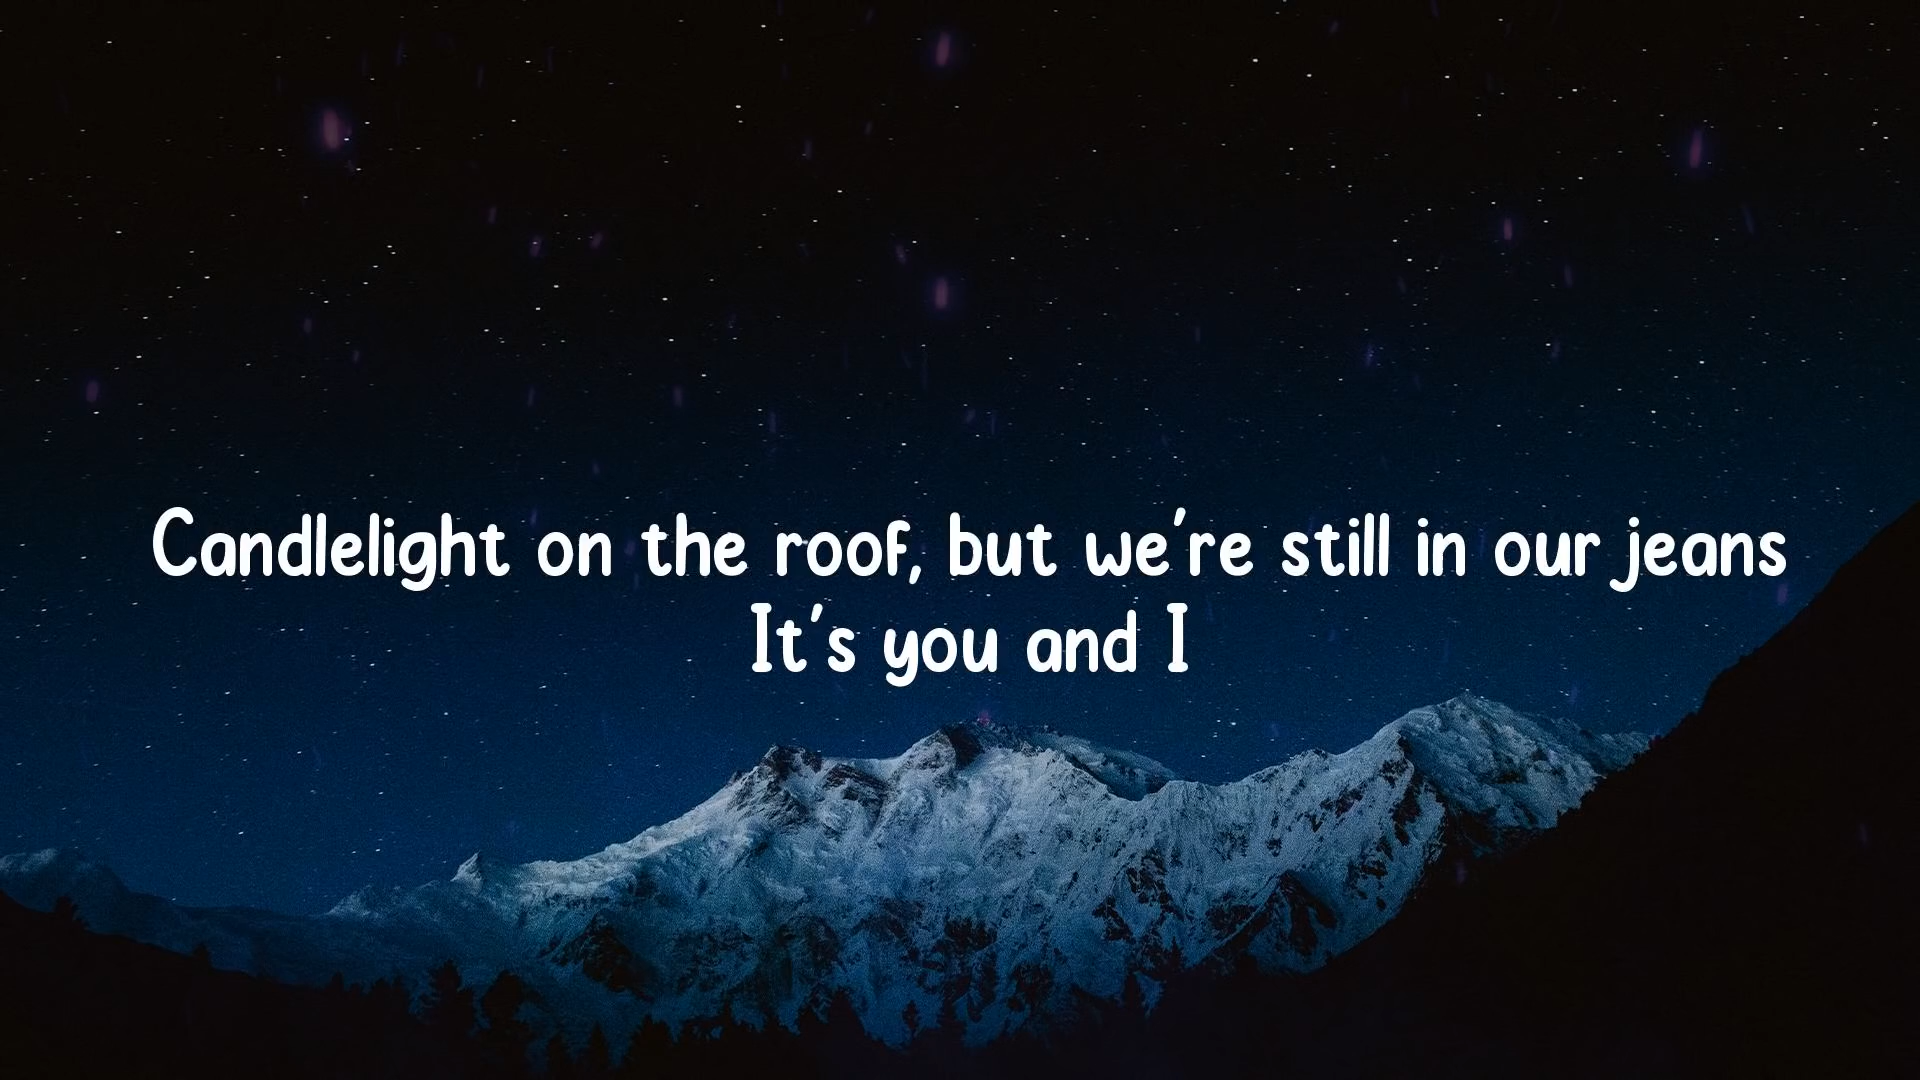 Candlelight on the roof, but we're still in our jeans
It's you and I